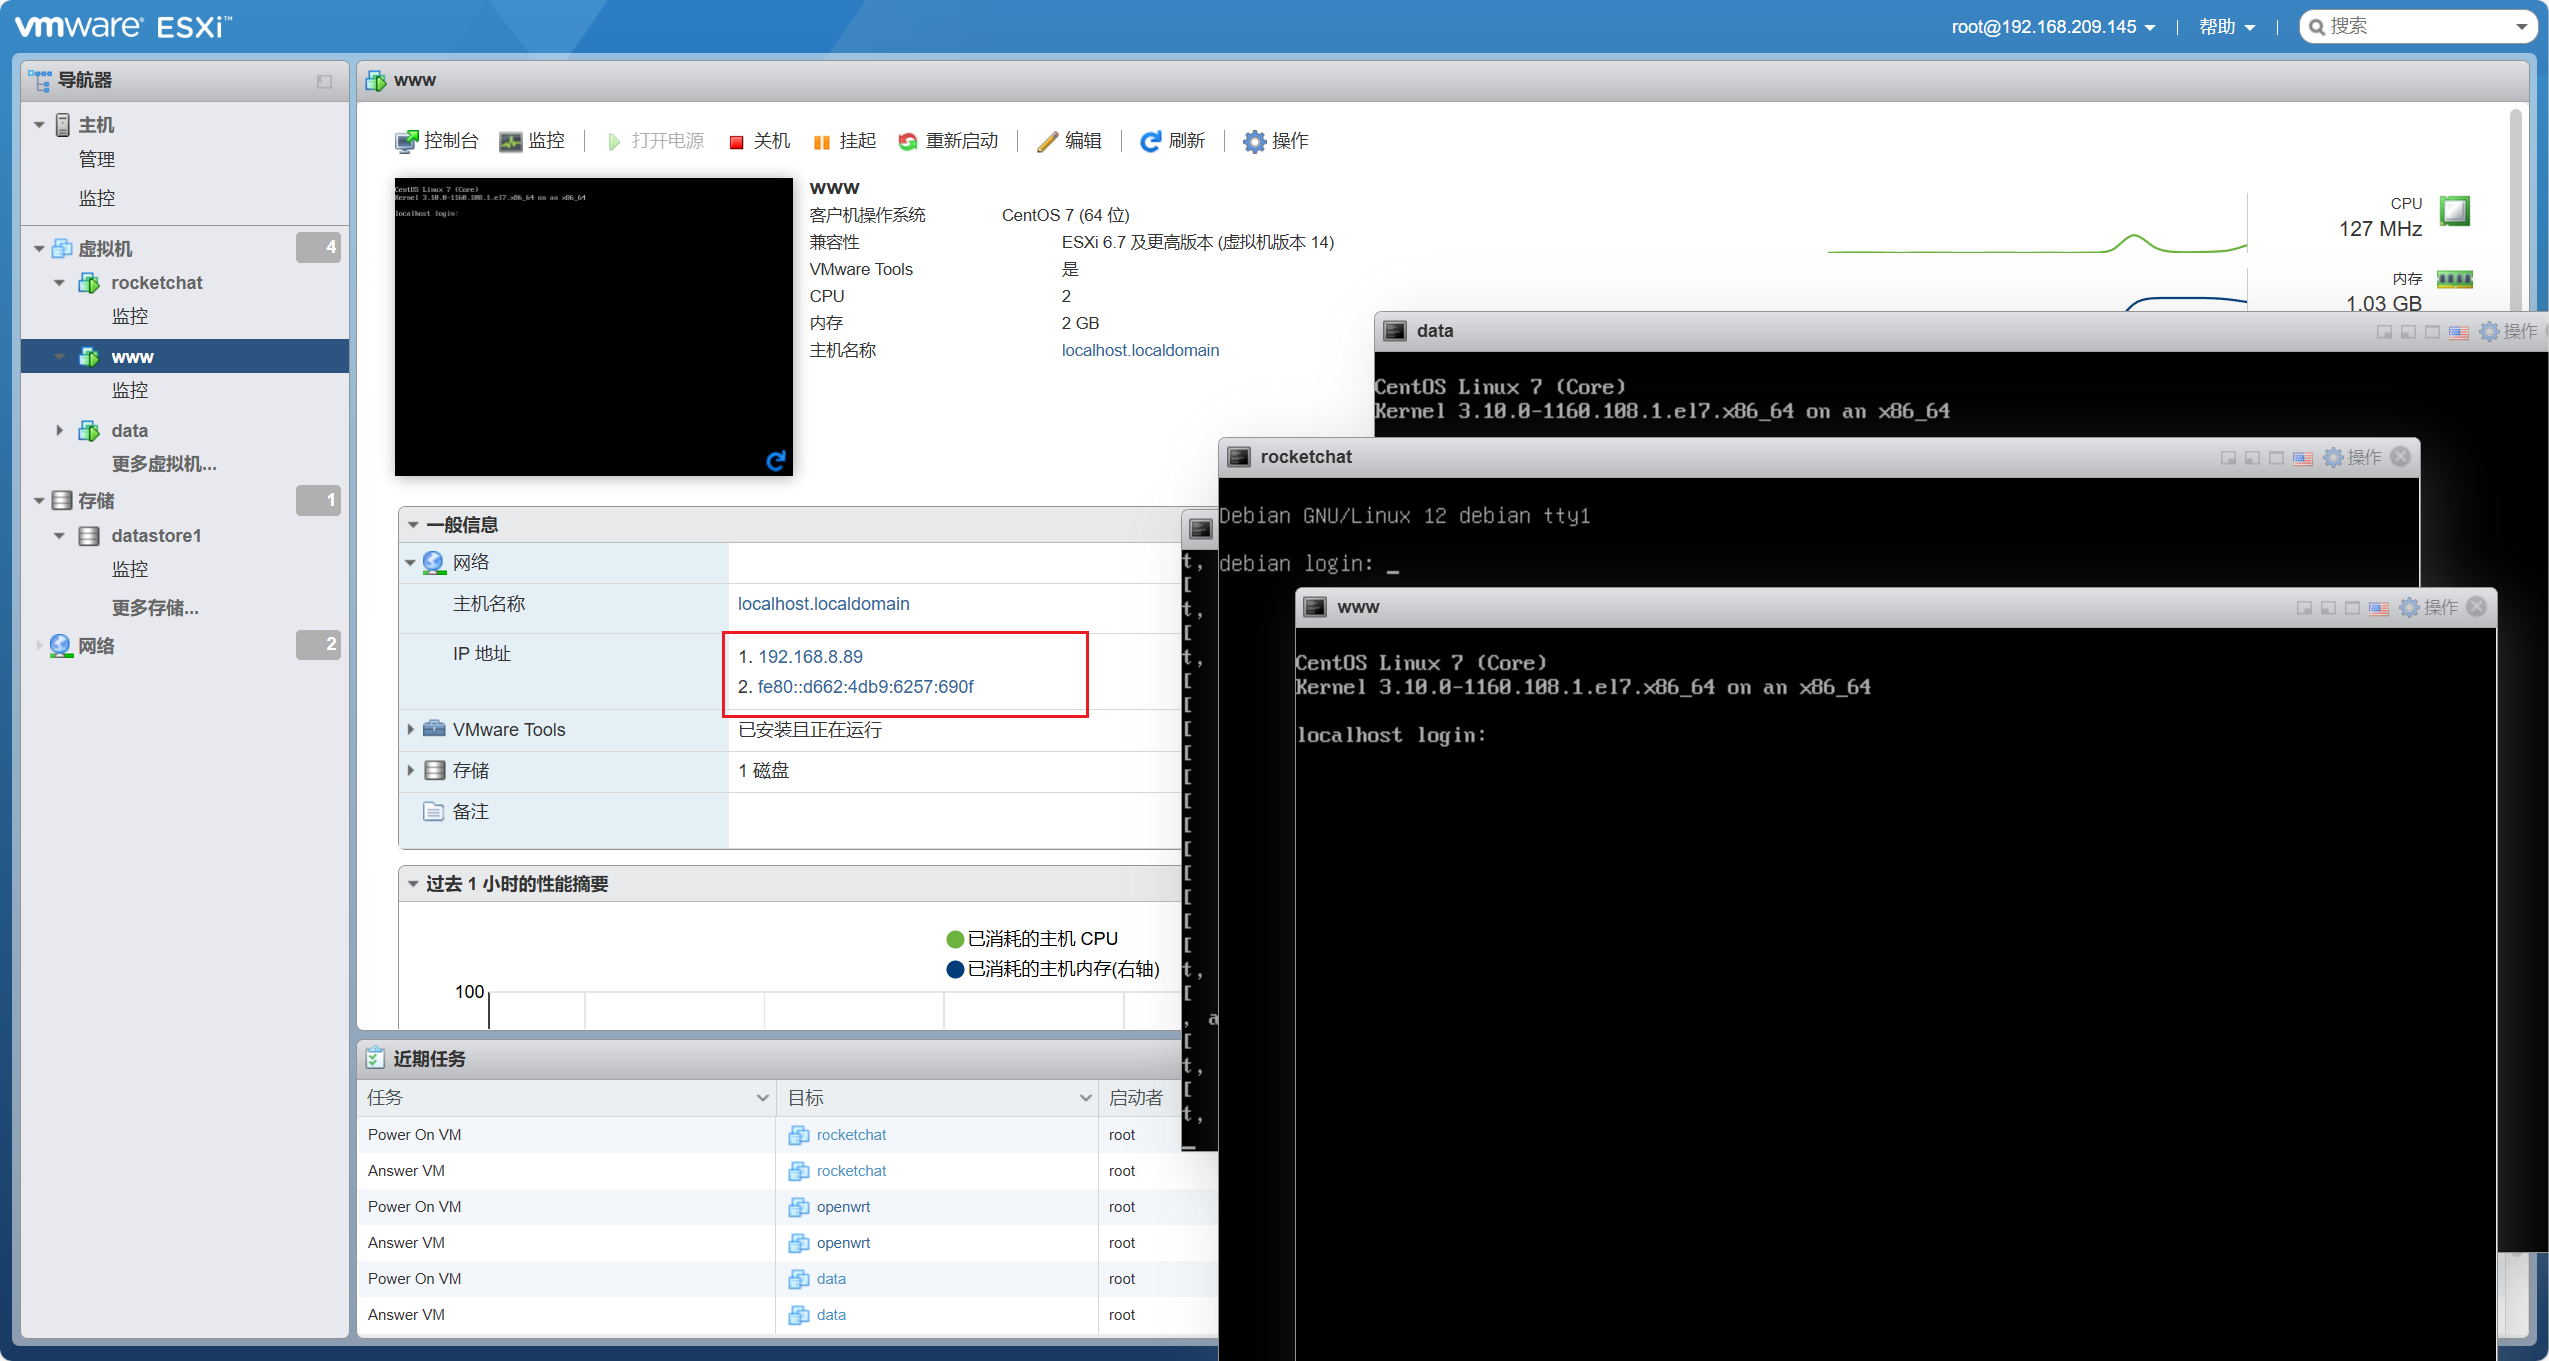 vmware ESXi™
root@192.168.209.145
帮助
搜索
导航器
主机
管理
监控
虚拟机
4
rocketchat
监控
www
监控
data
更多虚拟机...
存储
1
datastore1
监控
更多存储...
网络
2
www
控制台
监控
打开电源
关机
挂起
重新启动
编辑
刷新
操作
CentOS Linux 7 (Core)
Kernel 3.10.0-1160.108.1.el7.x86_64 on an x86_64
localhost login:
www
客户机操作系统 CentOS 7 (64 位)
兼容性 ESXi 6.7 及更高版本 (虚拟机版本 14)
VMware Tools 是
CPU 2
内存 2 GB
主机名称 localhost.localdomain
CPU
127 MHz
内存
1.03 GB
一般信息
网络
主机名称 localhost.localdomain
IP 地址
1. 192.168.8.89
2. fe80::d662:4db9:6257:690f
VMware Tools 已安装且正在运行
存储 1 磁盘
备注
过去 1 小时的性能摘要
已消耗的主机 CPU
已消耗的主机内存(右轴)
100
近期任务
任务 目标 启动者
Power On VM rocketchat root
Answer VM rocketchat root
Power On VM openwrt root
Answer VM openwrt root
Power On VM data root
Answer VM data root
data
操作
CentOS Linux 7 (Core)
Kernel 3.10.0-1160.108.1.el7.x86_64 on an x86_64
t,
[
t,
[
t,
[
[
[
[
[
[
[
[
[
[
[
[
t,
[
, a
[
t,
[
t,
rocketchat
操作
Debian GNU/Linux 12 debian tty1
debian login: _
www
操作
CentOS Linux 7 (Core)
Kernel 3.10.0-1160.108.1.el7.x86_64 on an x86_64
localhost login: